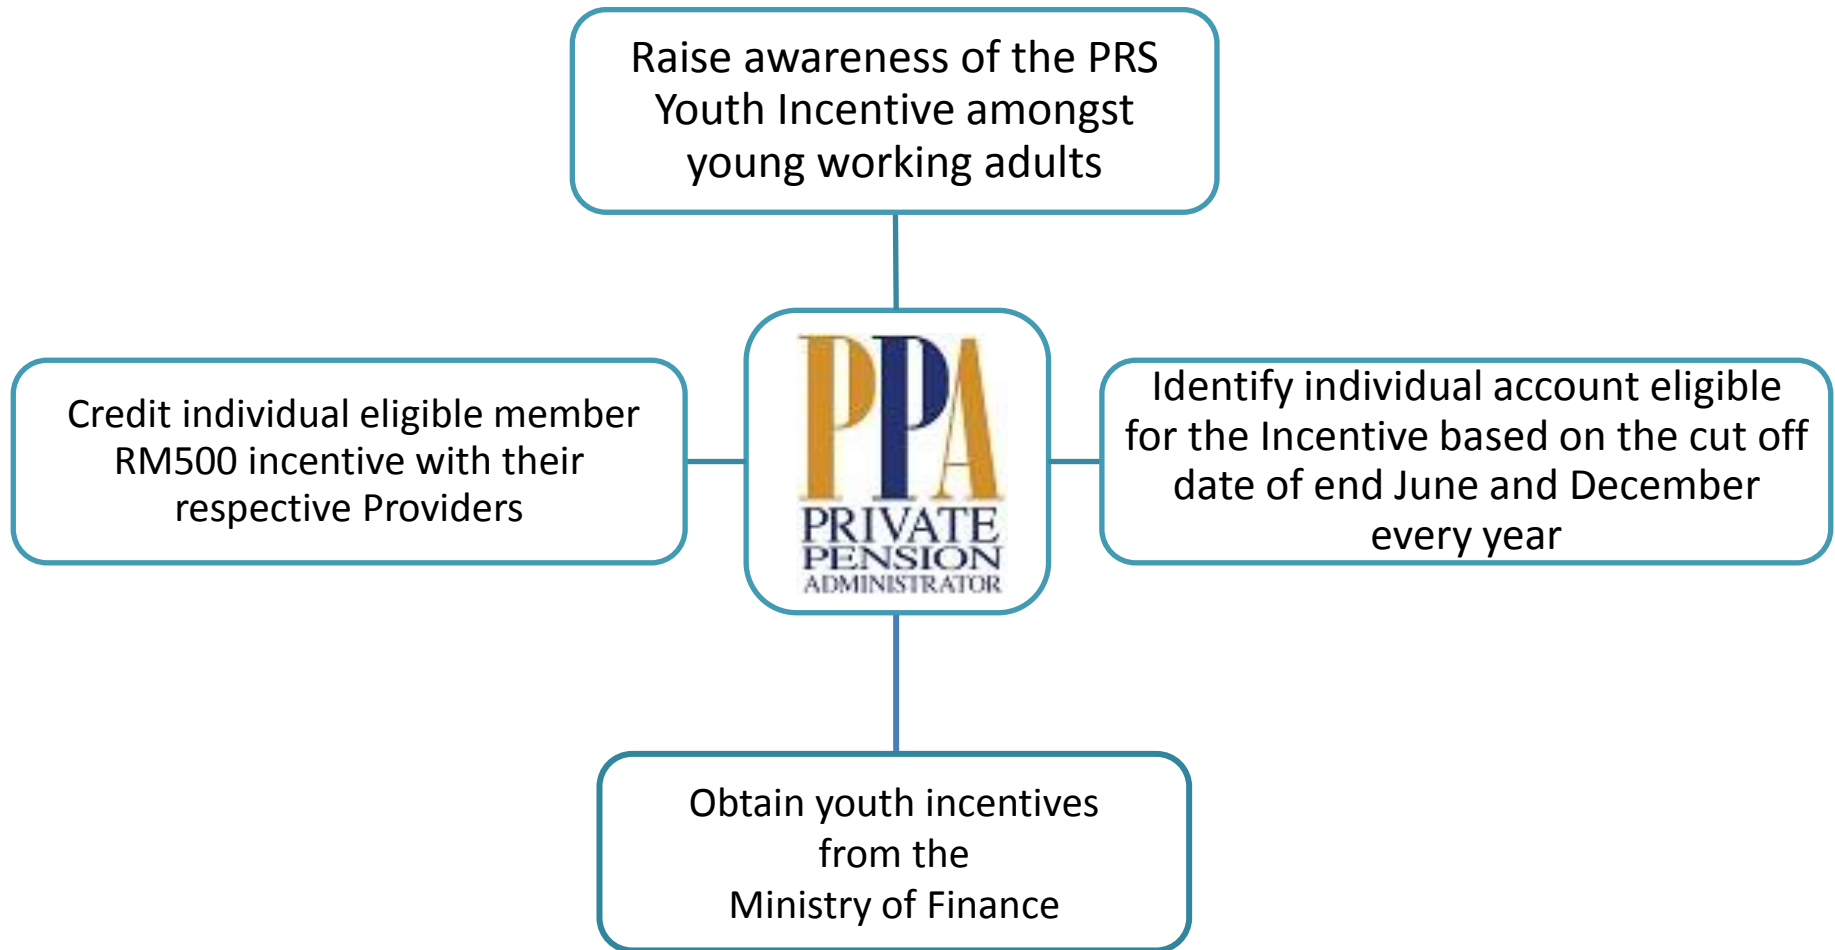 Raise awareness of the PRS
Youth Incentive amongst
young working adults
Credit individual eligible member
RM500 incentive with their
respective Providers
PPA
PRIVATE
PENSION
ADMINISTRATOR
Identify individual account eligible
for the Incentive based on the cut off
date of end June and December
every year
Obtain youth incentives
from the
Ministry of Finance